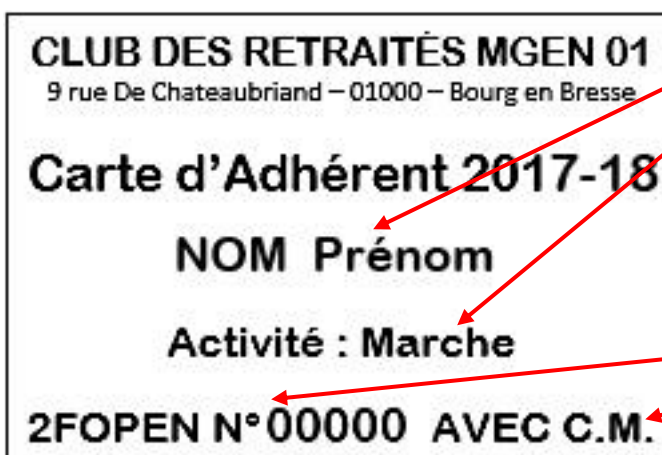 CLUB DES RETRAITÉS MGEN 01
9 rue De Chateaubriand – 01000 – Bourg en Bresse
Carte d'Adhérent 2017-18
NOM Prénom
Activité : Marche
2FOPEN N°00000 AVEC C.M.